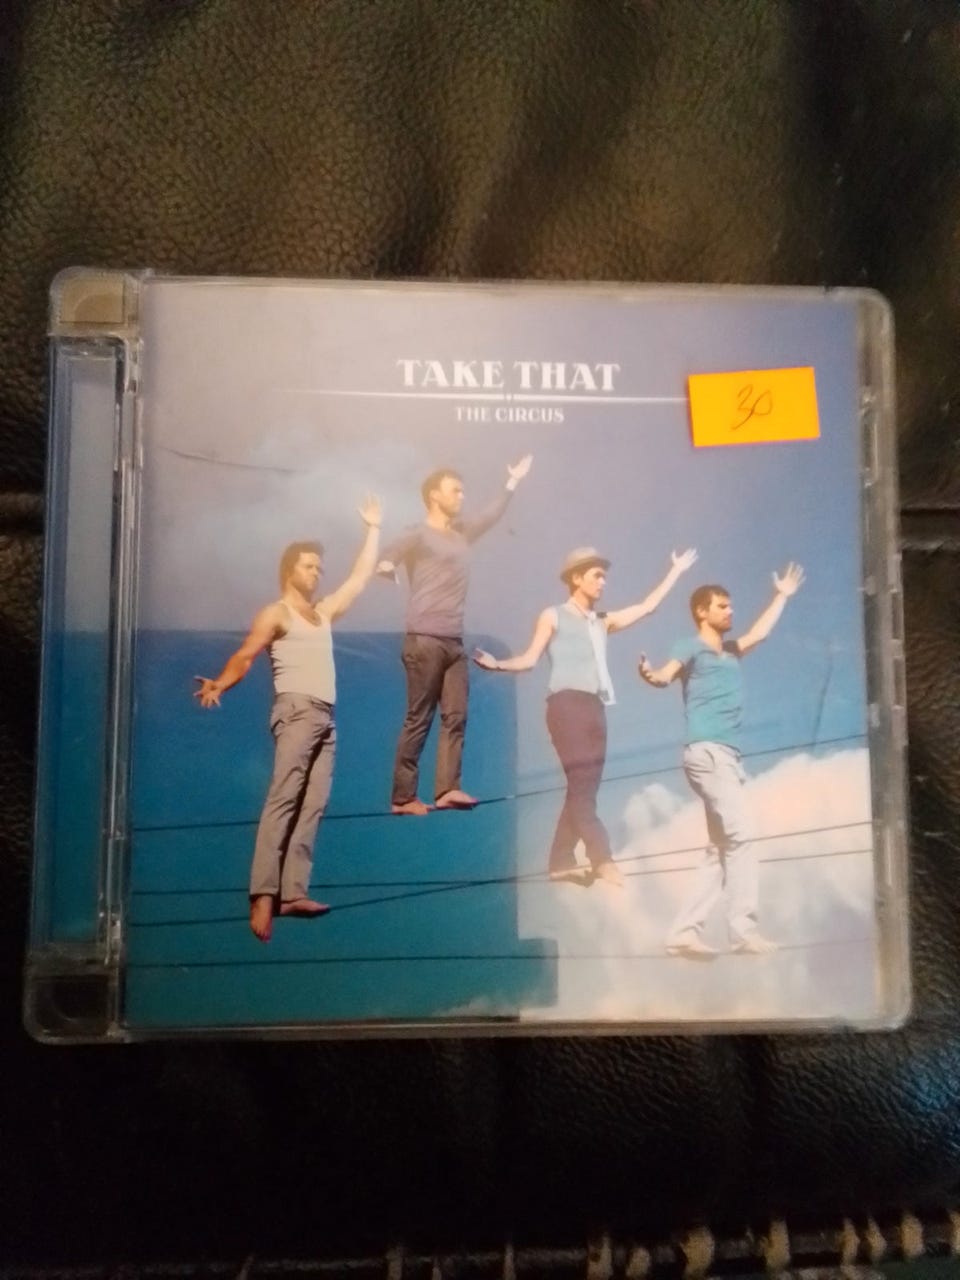 TAKE THAT
THE CIRCUS
30